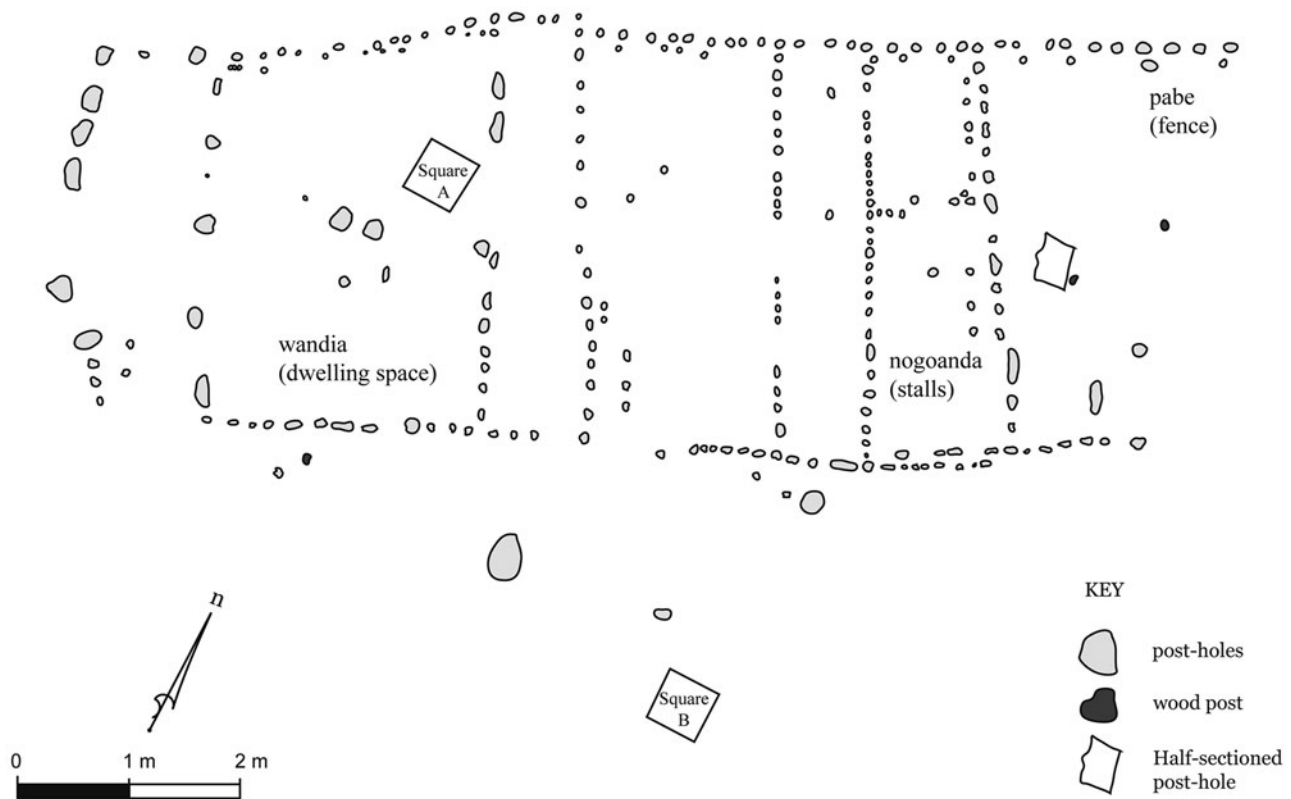 pabe
(fence)
Square
A
wandia
(dwelling space)
nogoanda
(stalls)
n
KEY
post-holes
Square
B
wood post
0 1 m 2 m
Half-sectioned
post-hole